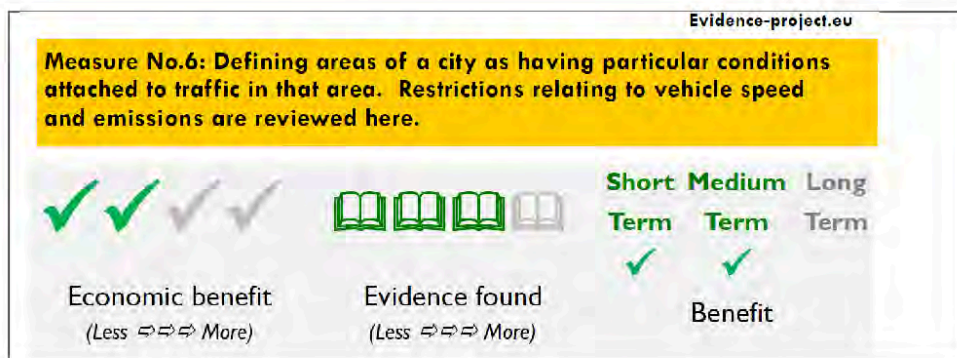 Evidence-project.eu
Measure No.6: Defining areas of a city as having particular conditions
attached to traffic in that area. Restrictions relating to vehicle speed
and emissions are reviewed here.
Short Medium Long
Term Term Term
Economic benefit
(Less ⇨⇨⇨ More)
Evidence found
(Less ⇨⇨⇨ More)
Benefit